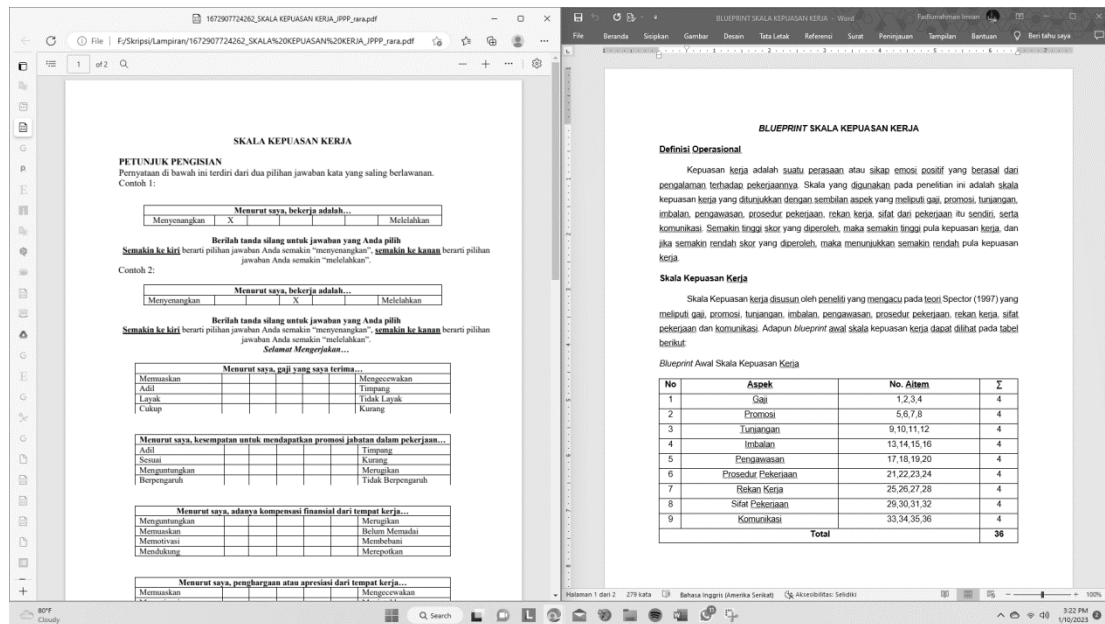 1672907724262_SKALA KEPUASAN KERJA_JPPP_rara.pdf
File F:/Skripsi/Lampiran/1672907724262_SKALA%20KEPUASAN%20KERJA_JPPP_rara.pdf
1 of 2
SKALA KEPUASAN KERJA
PETUNJUK PENGISIAN
Pernyataan di bawah ini terdiri dari dua pilihan jawaban kata yang saling berlawanan.
Contoh 1:
Menurut saya, bekerja adalah…
Menyenangkan X Melelahkan
Berilah tanda silang untuk jawaban yang Anda pilih
Semakin ke kiri berarti pilihan jawaban Anda semakin “menyenangkan”, semakin ke kanan berarti pilihan
jawaban Anda semakin “melelahkan”.
Contoh 2:
Menurut saya, bekerja adalah…
Menyenangkan X Melelahkan
Berilah tanda silang untuk jawaban yang Anda pilih
Semakin ke kiri berarti pilihan jawaban Anda semakin “menyenangkan”, semakin ke kanan berarti pilihan
jawaban Anda semakin “melelahkan”.
Selamat Mengerjakan…
Menurut saya, gaji yang saya terima…
Memuaskan Mengecewakan
Adil Timpang
Layak Tidak Layak
Cukup Kurang
Menurut saya, kesempatan untuk mendapatkan promosi jabatan dalam pekerjaan…
Adil Timpang
Sesuai Kurang
Menguntungkan Merugikan
Berpengaruh Tidak Berpengaruh
Menurut saya, adanya kompensasi finansial dari tempat kerja…
Menguntungkan Merugikan
Memuaskan Belum Memadai
Memotivasi Membebani
Mendukung Merepotkan
Menurut saya, penghargaan atau apresiasi dari tempat kerja…
Memuaskan Mengecewakan
BLUEPRINT SKALA KEPUASAN KERJA - Word
Fadlurrahman Imran
File Beranda Sisipkan Gambar Desain Tata Letak Referensi Surat Peninjauan Tampilan Bantuan Beri tahu saya
BLUEPRINT SKALA KEPUASAN KERJA
Definisi Operasional
Kepuasan kerja adalah suatu perasaan atau sikap emosi positif yang berasal dari
pengalaman terhadap pekerjaannya. Skala yang digunakan pada penelitian ini adalah skala
kepuasan kerja yang ditunjukkan dengan sembilan aspek yang meliputi gaji, promosi, tunjangan,
imbalan, pengawasan, prosedur pekerjaan, rekan kerja, sifat dari pekerjaan itu sendiri, serta
komunikasi. Semakin tinggi skor yang diperoleh, maka semakin tinggi pula kepuasan kerja, dan
jika semakin rendah skor yang diperoleh, maka menunjukkan semakin rendah pula kepuasan
kerja.
Skala Kepuasan Kerja
Skala Kepuasan kerja disusun oleh peneliti yang mengacu pada teori Spector (1997) yang
meliputi gaji, promosi, tunjangan, imbalan, pengawasan, prosedur pekerjaan, rekan kerja, sifat
pekerjaan dan komunikasi. Adapun blueprint awal skala kepuasan kerja dapat dilihat pada tabel
berikut:
Blueprint Awal Skala Kepuasan Kerja
No Aspek No. Aitem Σ
1 Gaji 1,2,3,4 4
2 Promosi 5,6,7,8 4
3 Tunjangan 9,10,11,12 4
4 Imbalan 13,14,15,16 4
5 Pengawasan 17,18,19,20 4
6 Prosedur Pekerjaan 21,22,23,24 4
7 Rekan Kerja 25,26,27,28 4
8 Sifat Pekerjaan 29,30,31,32 4
9 Komunikasi 33,34,35,36 4
Total 36
Halaman 1 dari 2 279 kata Bahasa Inggris (Amerika Serikat) Aksesibilitas: Selidiki 100%
80°F
Cloudy
Search
3:22 PM
1/10/2023